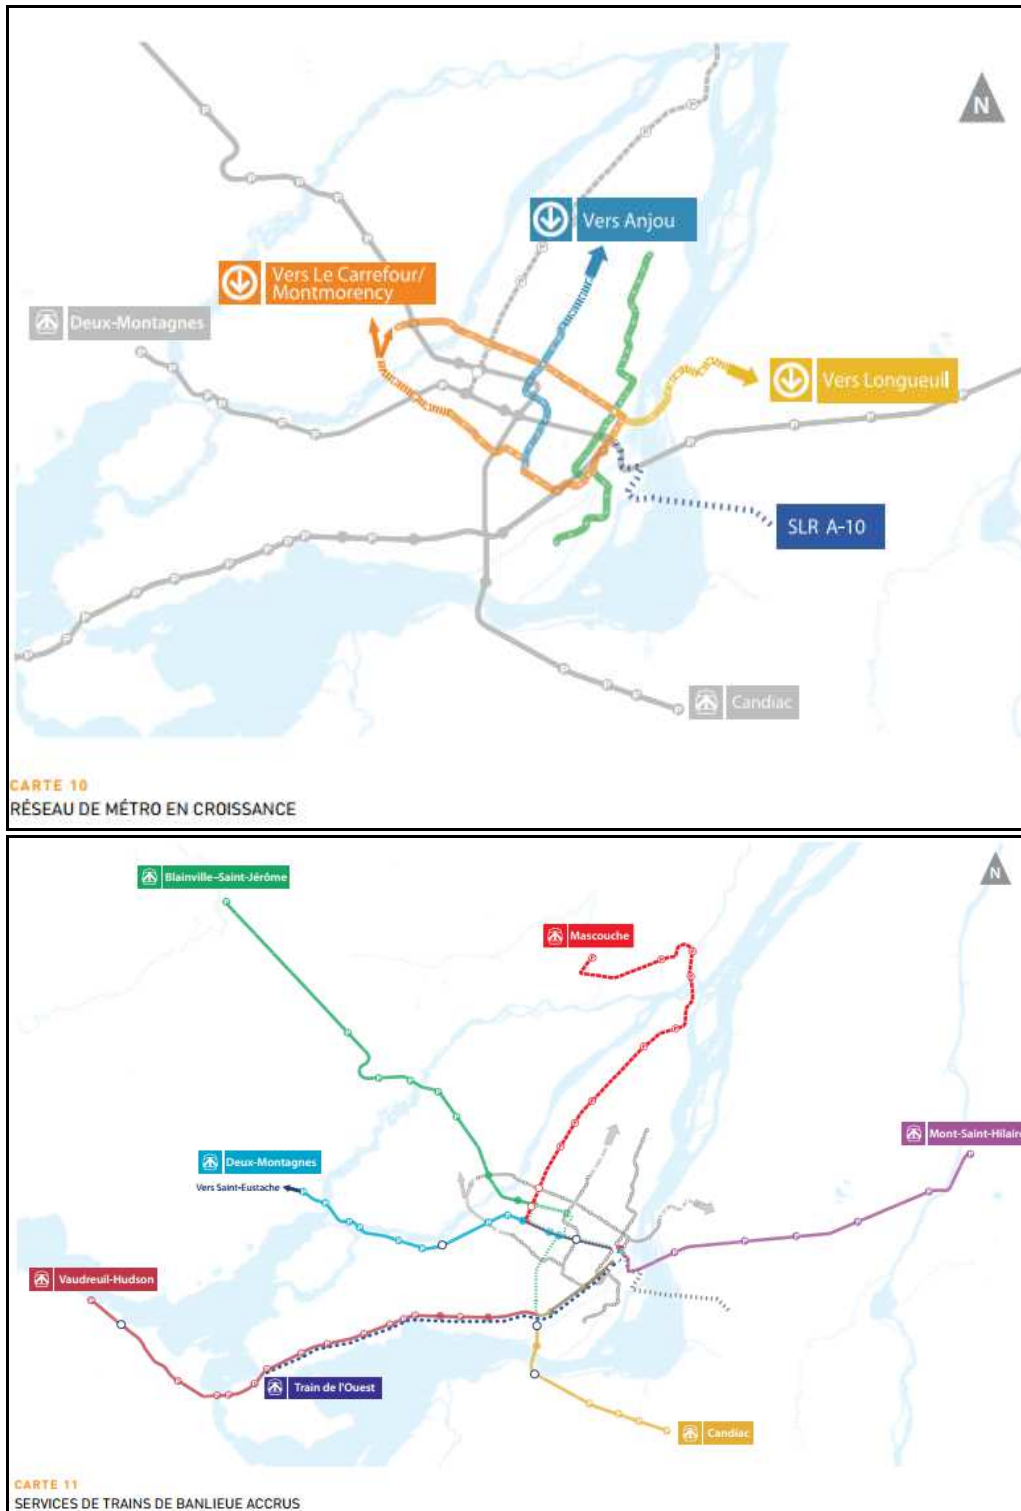 N
Vers Anjou
Vers Le Carrefour/
Montmorency
Deux-Montagnes
Vers Longueuil
SLR A-10
Candiac
CARTE 10
RÉSEAU DE MÉTRO EN CROISSANCE
Blainville-Saint-Jérôme
N
Mascouche
Mont-Saint-Hilaire
Deux-Montagnes
Vers Saint-Eustache
Vaudreuil-Hudson
Train de l'Ouest
Candiac
CARTE 11
SERVICES DE TRAINS DE BANLIEUE ACCRUS